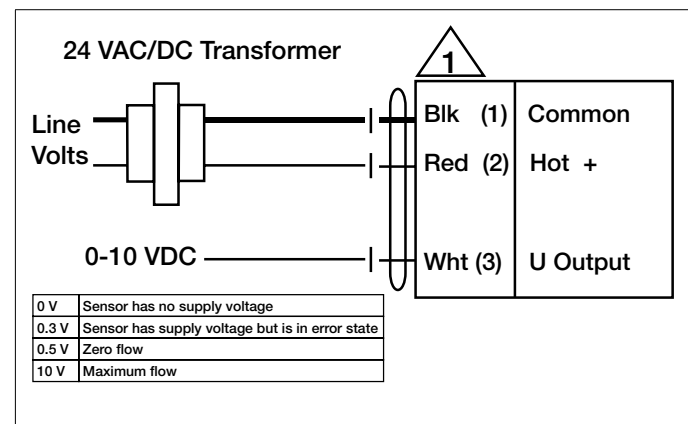 24 VAC/DC Transformer
1
Line
Volts
Blk (1) Common
Red (2) Hot +
0-10 VDC
Wht (3) U Output
0 V Sensor has no supply voltage
0.3 V Sensor has supply voltage but is in error state
0.5 V Zero flow
10 V Maximum flow